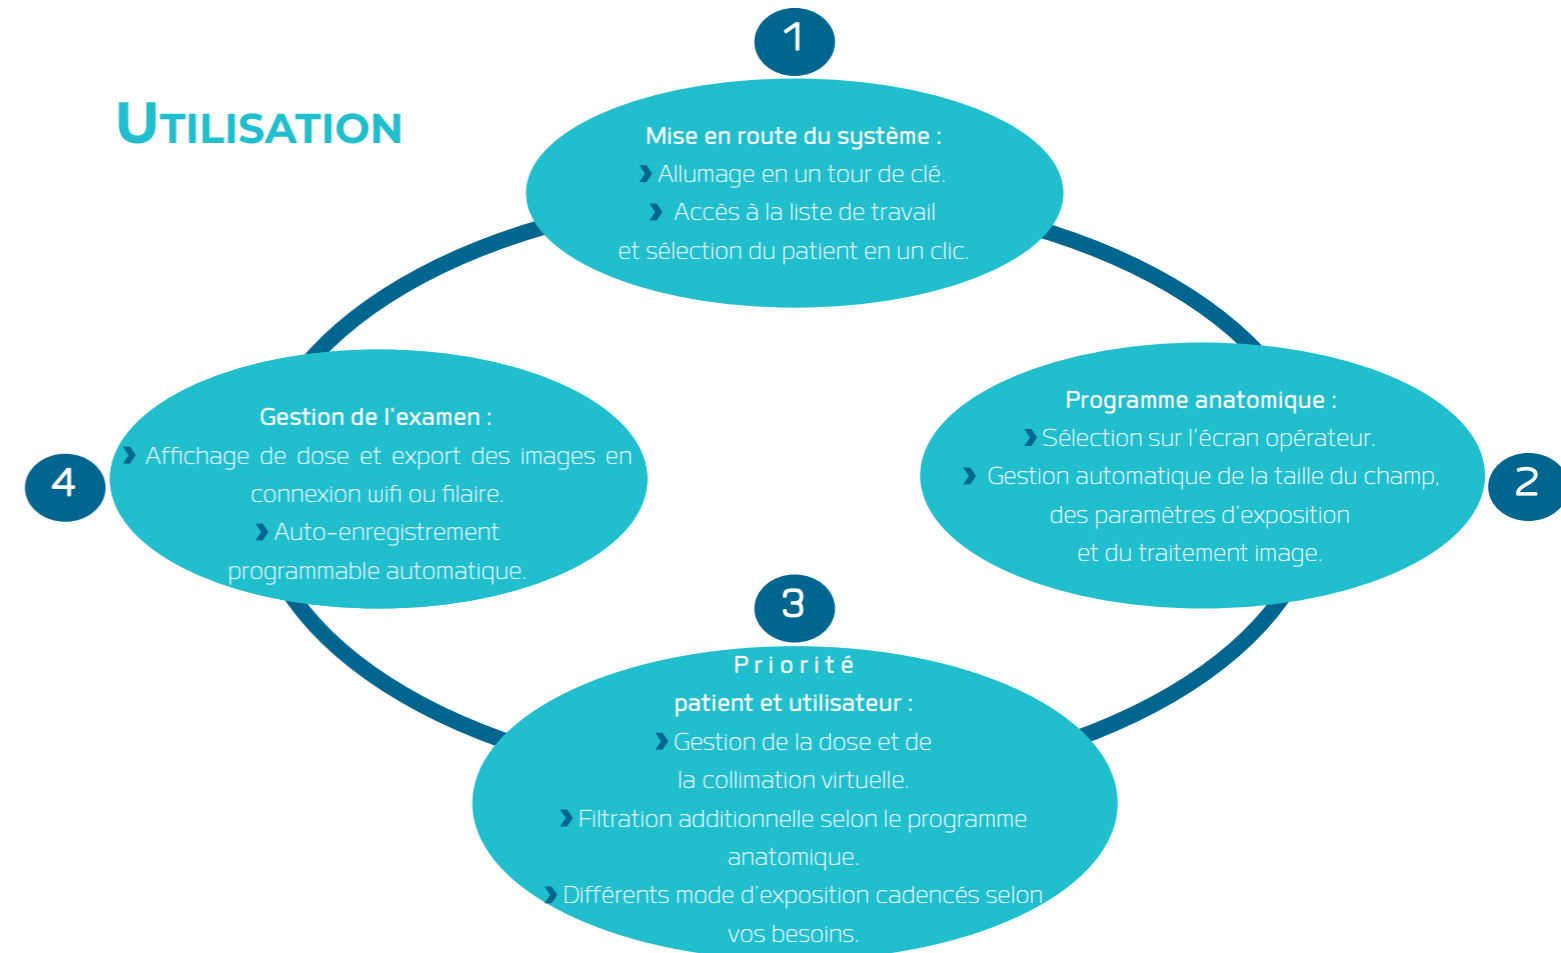 UTILISATION
1
Mise en route du système :
❯ Allumage en un tour de clé.
❯ Accès à la liste de travail
et sélection du patient en un clic.
2
Programme anatomique :
❯ Sélection sur l'écran opérateur.
❯ Gestion automatique de la taille du champ,
des paramètres d'exposition
et du traitement image.
3
Priorité
patient et utilisateur :
❯ Gestion de la dose et de
la collimation virtuelle.
❯ Filtration additionnelle selon le programme
anatomique.
❯ Différents mode d'exposition cadencés selon
vos besoins.
4
Gestion de l'examen :
❯ Affichage de dose et export des images en
connexion wifi ou filaire.
❯ Auto-enregistrement
programmable automatique.